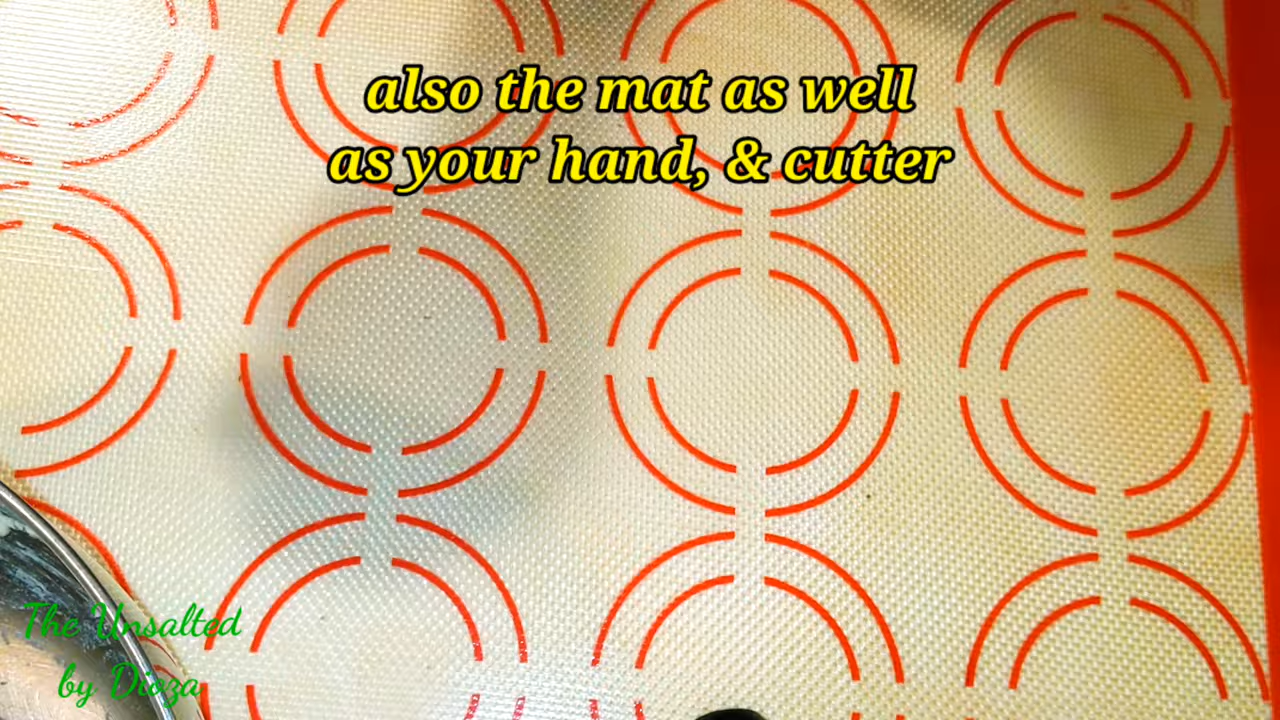 also the mat as well
as your hand, & cutter
The Unsalted
by Dioza